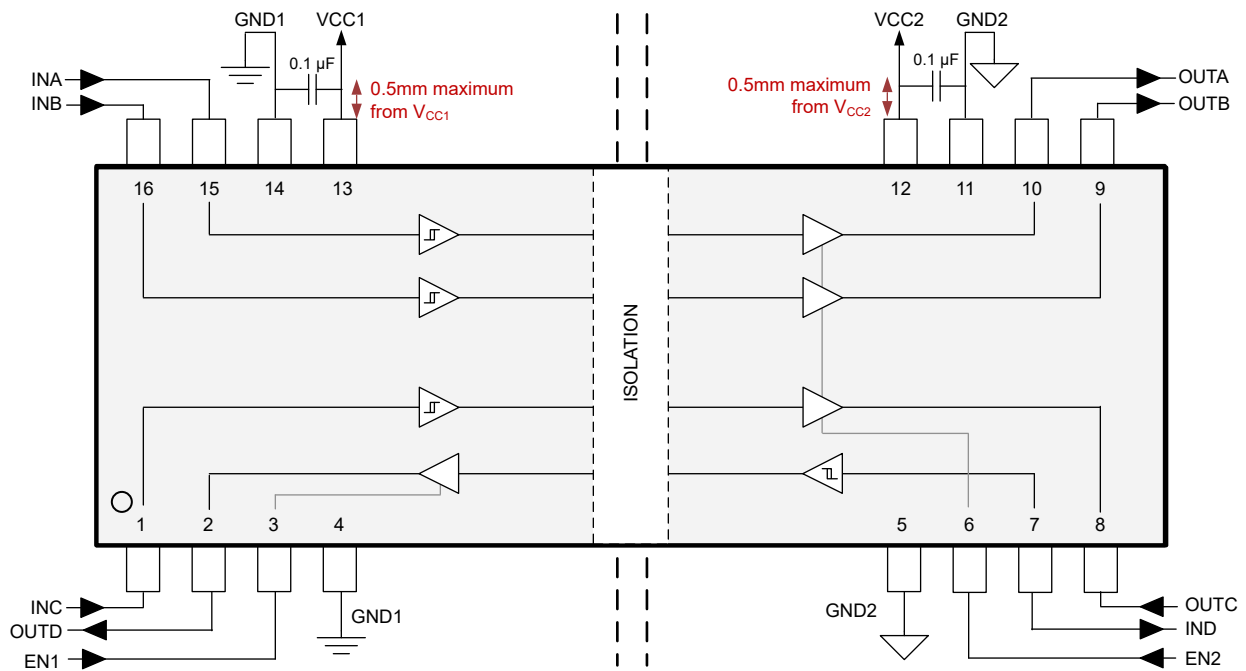 GND1
VCC1
VCC2
GND2
0.1 µF
0.1 µF
INA
INB
0.5mm maximum
from VCC1
0.5mm maximum
from VCC2
OUTA
OUTB
16
15
14
13
12
11
10
9
ISOLATION
1
2
3
4
5
6
7
8
INC
OUTD
EN1
GND1
GND2
OUTC
IND
EN2